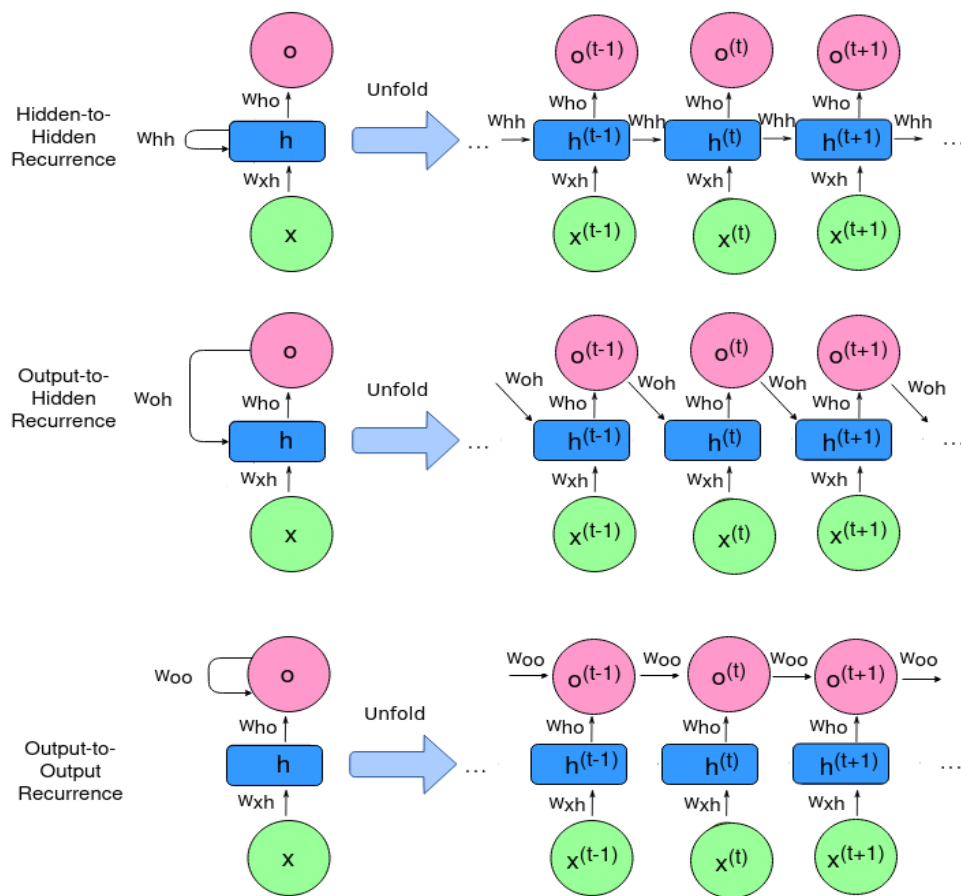 o
o(t-1)
o(t)
o(t+1)
Unfold
Who
Who
Who
Who
Hidden-to-
Hidden
Recurrence
Whh
h
...
Whh
h(t-1)
Whh
h(t)
Whh
h(t+1)
Whh
...
Wxh
Wxh
Wxh
Wxh
x
x(t-1)
x(t)
x(t+1)
o
o(t-1)
o(t)
o(t+1)
Output-to-
Hidden
Recurrence
Woh
Unfold
Woh
Woh
Woh
Woh
Who
Who
Who
Who
h
...
h(t-1)
h(t)
h(t+1)
...
Wxh
Wxh
Wxh
Wxh
x
x(t-1)
x(t)
x(t+1)
Woo
o
Woo
o(t-1)
Woo
o(t)
Woo
o(t+1)
Woo
Unfold
Who
Who
Who
Who
Output-to-
Output
Recurrence
h
...
h(t-1)
h(t)
h(t+1)
...
Wxh
Wxh
Wxh
Wxh
x
x(t-1)
x(t)
x(t+1)